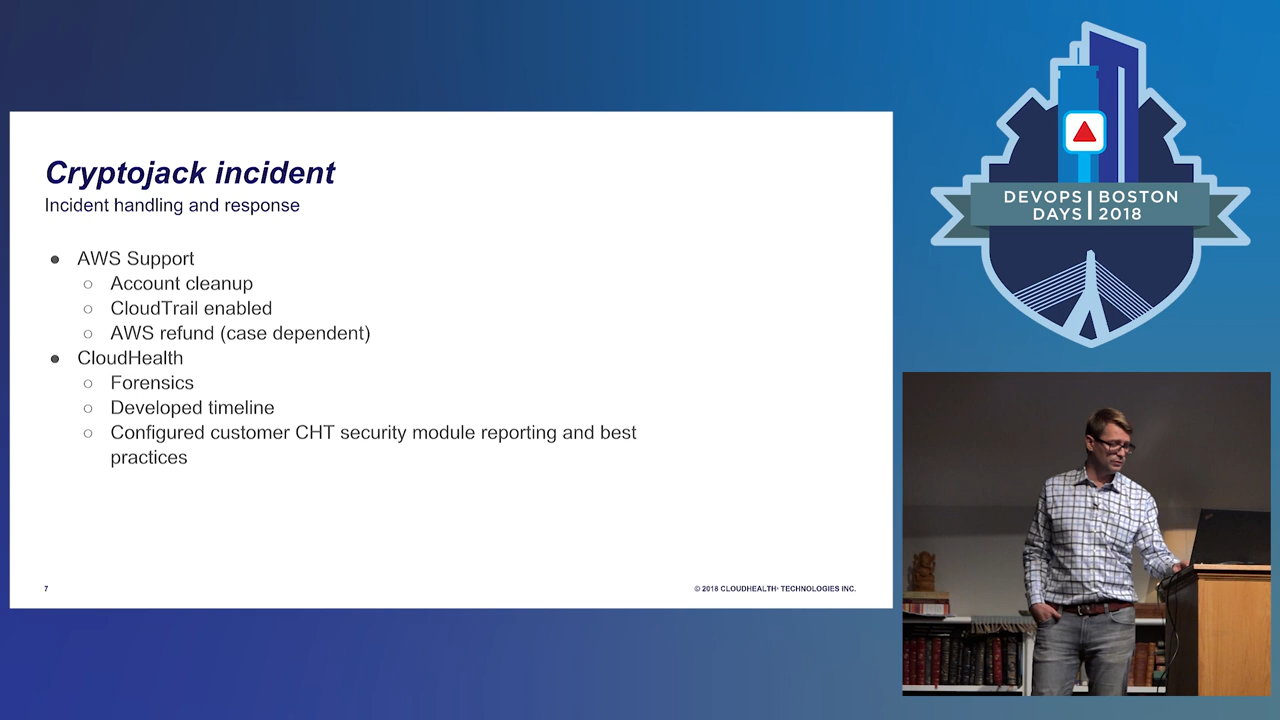 Cryptojack incident
Incident handling and response
● AWS Support
○ Account cleanup
○ CloudTrail enabled
○ AWS refund (case dependent)
● CloudHealth
○ Forensics
○ Developed timeline
○ Configured customer CHT security module reporting and best
practices
7
© 2018 CLOUDHEALTH® TECHNOLOGIES INC.
DEVOPS | BOSTON
DAYS | 2018